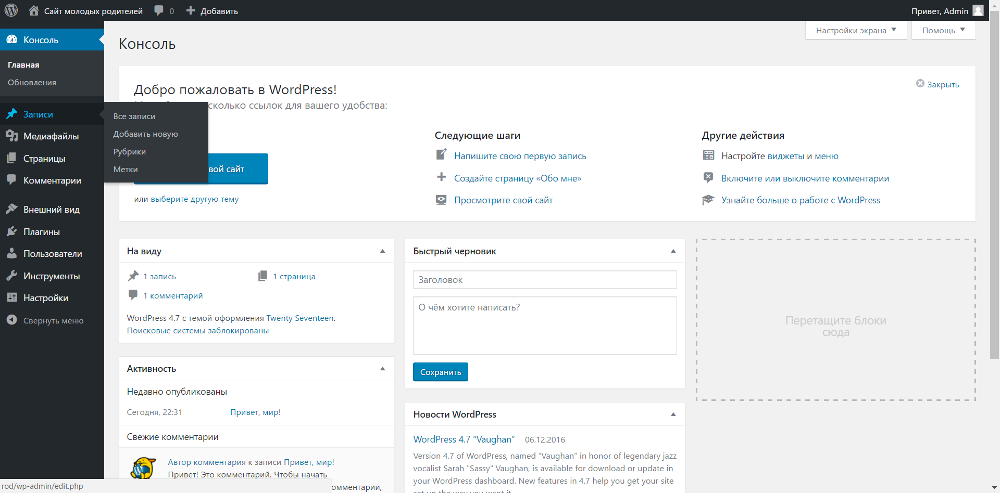 Сайт молодых родителей
0
Добавить
Привет, Admin
Консоль
Главная
Обновления
Записи
Медиафайлы
Страницы
Комментарии
Внешний вид
Плагины
Пользователи
Инструменты
Настройки
Свернуть меню
Все записи
Добавить новую
Рубрики
Метки
Настройки экрана
Помощь
Консоль
Добро пожаловать в WordPress!
Закрыть
ссылок для вашего удобства:
сайт
или выберите другую тему
Следующие шаги
Напишите свою первую запись
Создайте страницу «Обо мне»
Просмотрите свой сайт
Другие действия
Настройте виджеты и меню
Включите или выключите комментарии
Узнайте больше о работе с WordPress
На виду
1 запись
1 страница
1 комментарий
WordPress 4.7 с темой оформления Twenty Seventeen.
Поисковые системы заблокированы
Активность
Недавно опубликованы
Сегодня, 22:31
Привет, мир!
Свежие комментарии
Автор комментария к записи Привет, мир!
Привет! Это комментарий. Чтобы начать
Быстрый черновик
Заголовок
О чём хотите написать?
Сохранить
Новости WordPress
WordPress 4.7 “Vaughan”
06.12.2016
Version 4.7 of WordPress, named “Vaughan” in honor of legendary jazz
vocalist Sarah "Sassy" Vaughan, is available for download or update in
your WordPress dashboard. New features in 4.7 help you get your site
set up the way you want it
Перетащите блоки
сюда
rod/wp-admin/edit.php